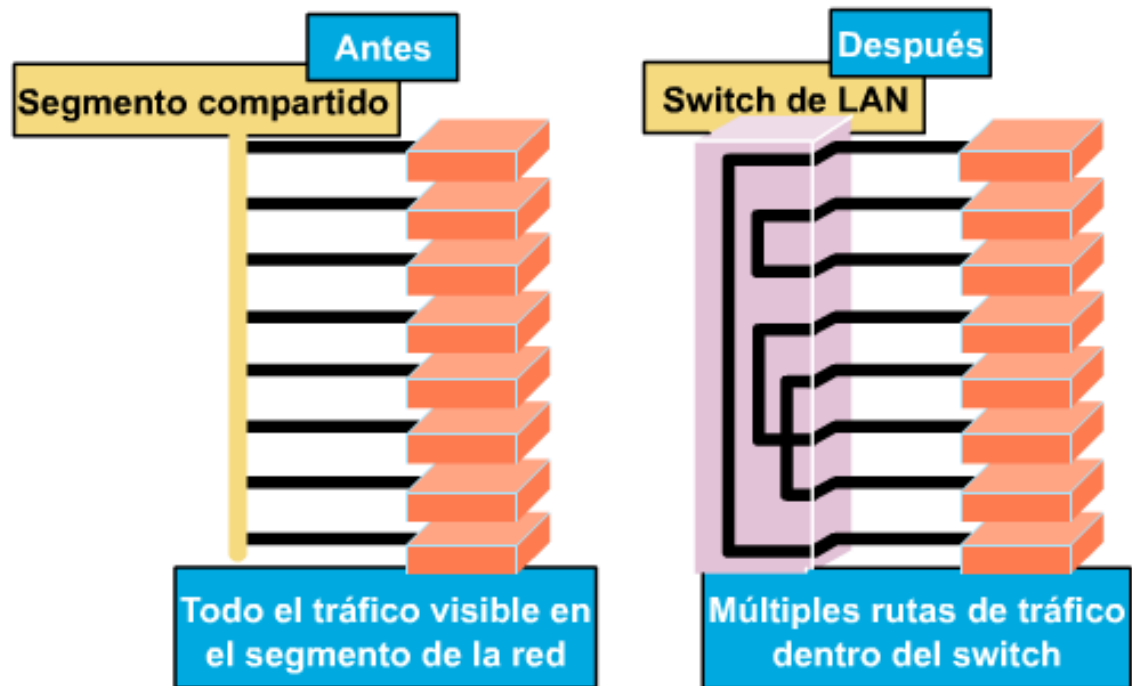 Antes
Segmento compartido
Todo el tráfico visible en
el segmento de la red
Después
Switch de LAN
Múltiples rutas de tráfico
dentro del switch